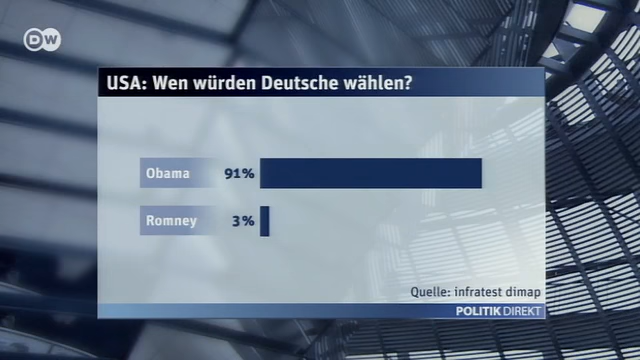 DW
USA: Wen würden Deutsche wählen?
Obama 91%
Romney 3%
Quelle: infratest dimap
POLITIK DIREKT